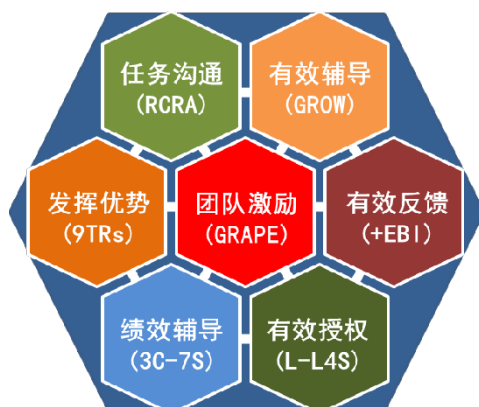 任务沟通
(RCRA)
有效辅导
(GROW)
发挥优势
(9TRs)
团队激励
(GRAPE)
有效反馈
(+EBI)
绩效辅导
(3C-7S)
有效授权
(L-L4S)